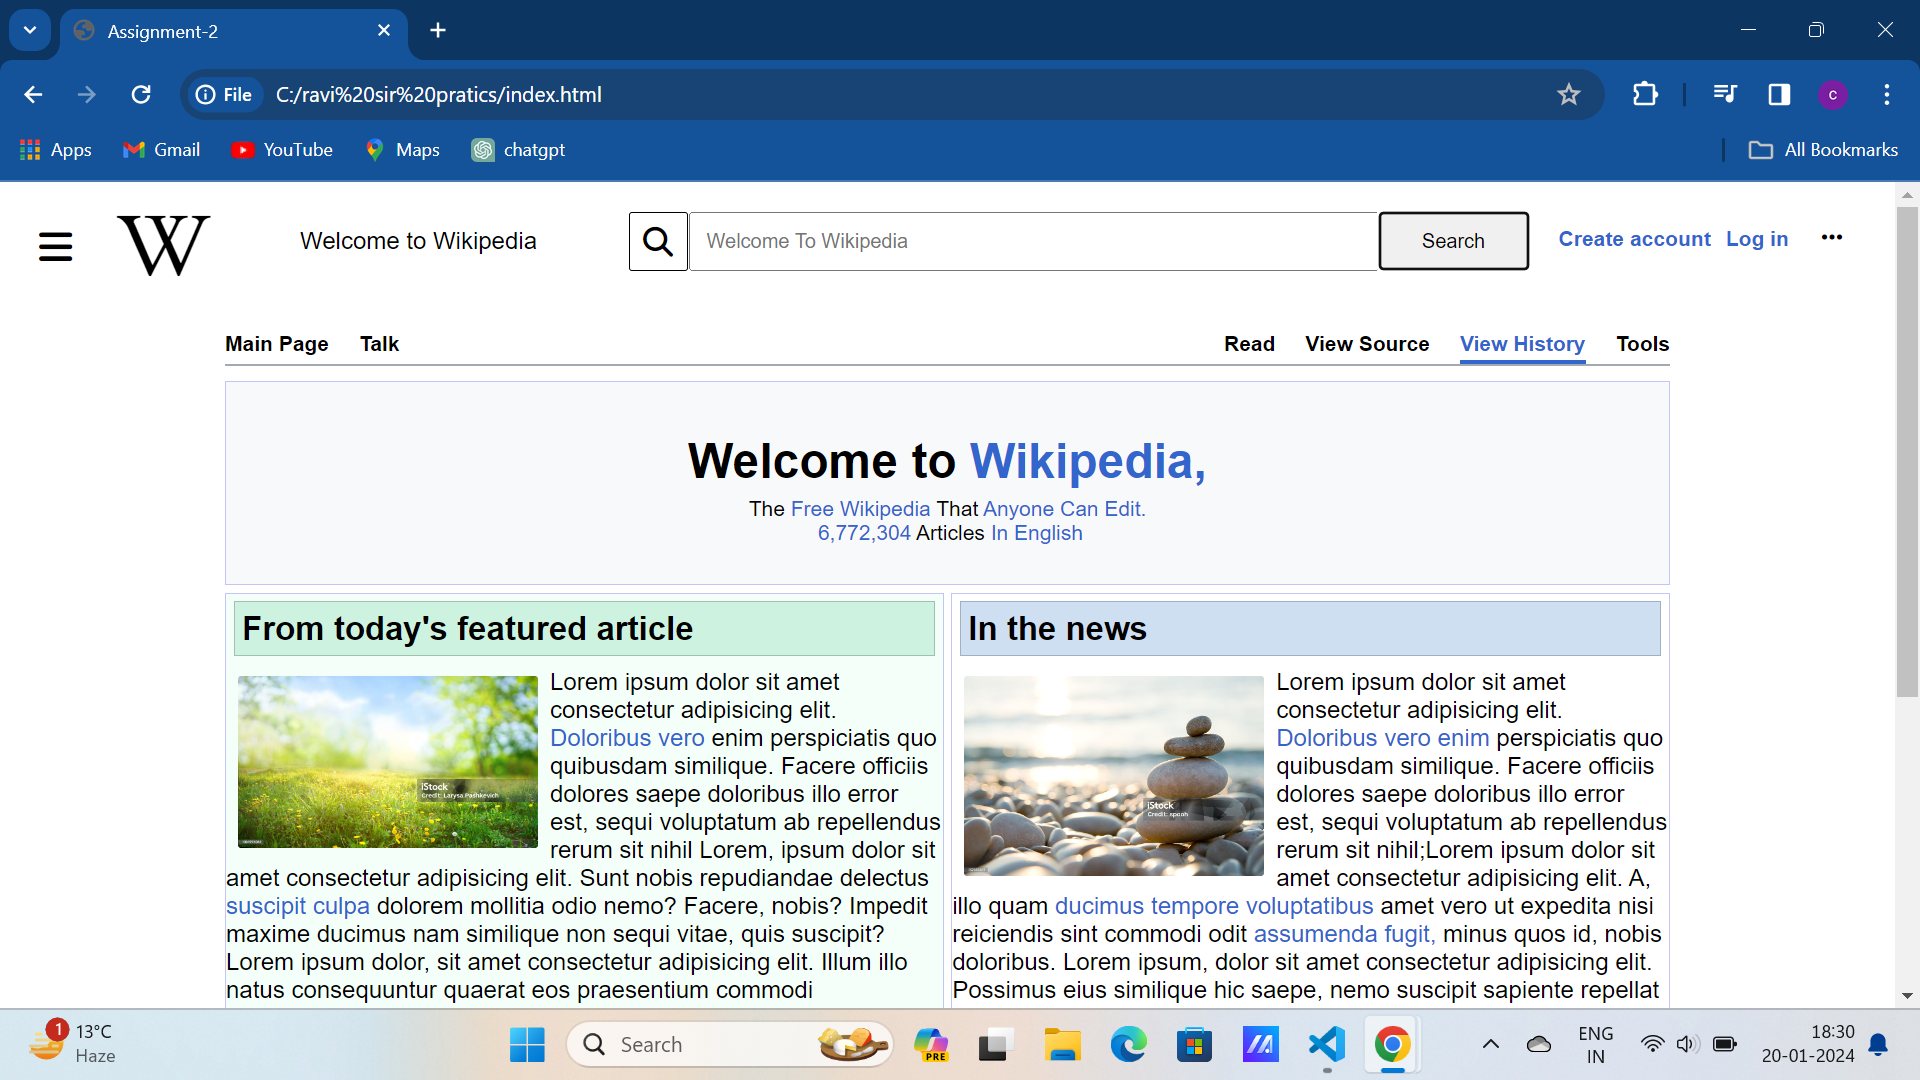 Assignment-2
File C:/ravi%20sir%20pratics/index.html
c
Apps Gmail YouTube Maps chatgpt All Bookmarks
W Welcome to Wikipedia Welcome To Wikipedia Search Create account Log in
Main Page Talk Read View Source View History Tools
Welcome to Wikipedia,
The Free Wikipedia That Anyone Can Edit.
6,772,304 Articles In English
From today's featured article
Lorem ipsum dolor sit amet
consectetur adipisicing elit.
Doloribus vero enim perspiciatis quo
quibusdam similique. Facere officiis
dolores saepe doloribus illo error
est, sequi voluptatum ab repellendus
rerum sit nihil Lorem, ipsum dolor sit
amet consectetur adipisicing elit. Sunt nobis repudiandae delectus
suscipit culpa dolorem mollitia odio nemo? Facere, nobis? Impedit
maxime ducimus nam similique non sequi vitae, quis suscipit?
Lorem ipsum dolor, sit amet consectetur adipisicing elit. Illum illo
natus consequuntur quaerat eos praesentium commodi
iStock
Credit: Larysa Pashkevich
In the news
Lorem ipsum dolor sit amet
consectetur adipisicing elit.
Doloribus vero enim perspiciatis quo
quibusdam similique. Facere officiis
dolores saepe doloribus illo error
est, sequi voluptatum ab repellendus
rerum sit nihil;Lorem ipsum dolor sit
amet consectetur adipisicing elit. A,
illo quam ducimus tempore voluptatibus amet vero ut expedita nisi
reiciendis sint commodi odit assumenda fugit, minus quos id, nobis
doloribus. Lorem ipsum, dolor sit amet consectetur adipisicing elit.
Possimus eius similique hic saepe, nemo suscipit sapiente repellat
iStock
Credit: spooh
1
13°C
Haze
Search
PRE
ENG
IN
18:30
20-01-2024